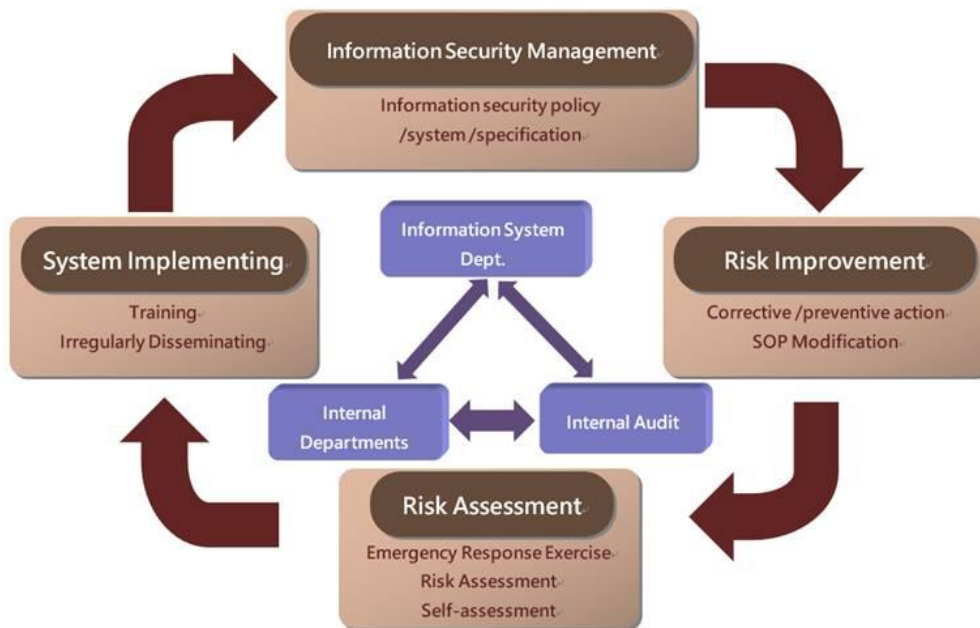 Information Security Management
Information security policy
/system /specification
System Implementing
Training
Irregularly Disseminating
Information System
Dept.
Risk Improvement
Corrective /preventive action
SOP Modification
Internal
Departments
Internal Audit
Risk Assessment
Emergency Response Exercise
Risk Assessment
Self-assessment